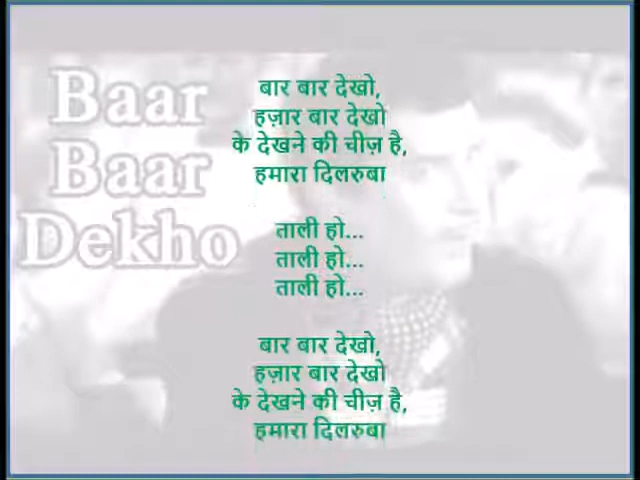 Baar
Baar
Dekho
बार बार देखो,
हज़ार बार देखो
के देखने की चीज़ है,
हमारा दिलरुबा
ताली हो...
ताली हो...
ताली हो...
बार बार देखो,
हज़ार बार देखो
के देखने की चीज़ है,
हमारा दिलरुबा